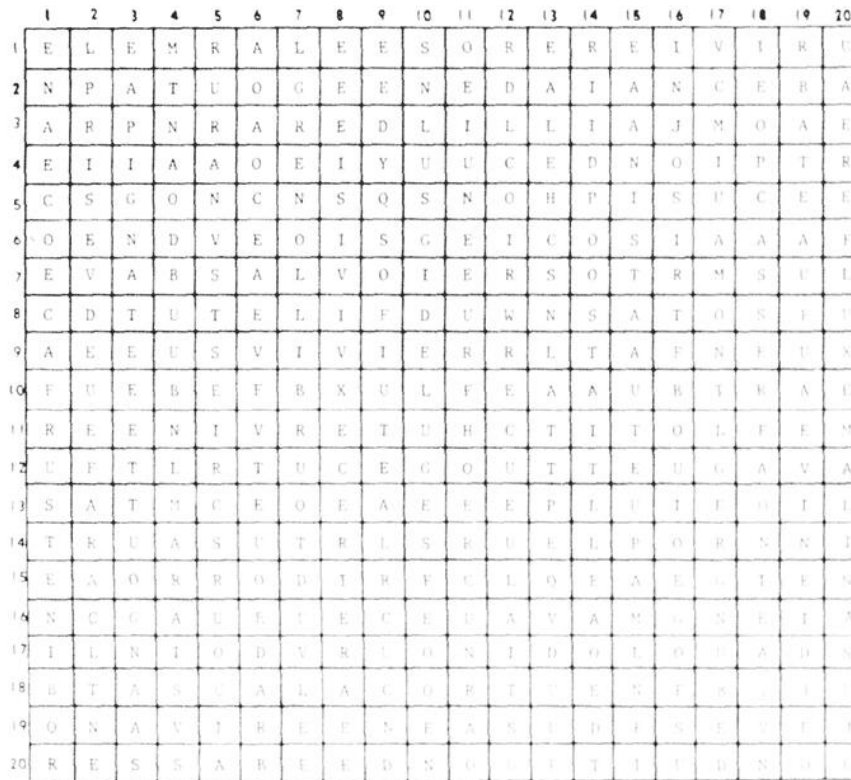 1 2 3 4 5 6 7 8 9 10 11 12 13 14 15 16 17 18 19 20
1 E L E M R A L E E S O R E R E I V I R U
2 N P A T U O G E E N E D A I A N C E B A
3 A R P N R A R E D L I L L I A J M O A E
4 E I I A A O E I Y U U C E D N O I P T R
5 C S G O N C N S Q S N O H P I S U C E E
6 O E N D V E O I S G E I C O S I A A A F
7 E V A B S A L V O I E R S O T R M S U L
8 C D T U T E L I F D U W N S A T O S F U
9 A E E U S V I V I E R R L T A F N E U X
10 F U E B E F B X U L F E A A U B T R A E
11 R E E N I V R E T U H C T I T O L F E M
12 U F T L R T U C E G O U T T E U G A V A
13 S A T M C E O E A E E E P L U I E O I L
14 T R U A S U T R L S R U E L P O R N N I
15 E A O R R O D I R E C L Q E A E G I E N
16 N C G A U E I E C E U A V A M G N E I A
17 I L N I O D V R L O N I D O L O U A D S
18 B T A S C A L A C O R T U E N E B
19 O N A V I R E E N E A S L D E S E V E
20 R E S S A B E E D N O U F T I D N O